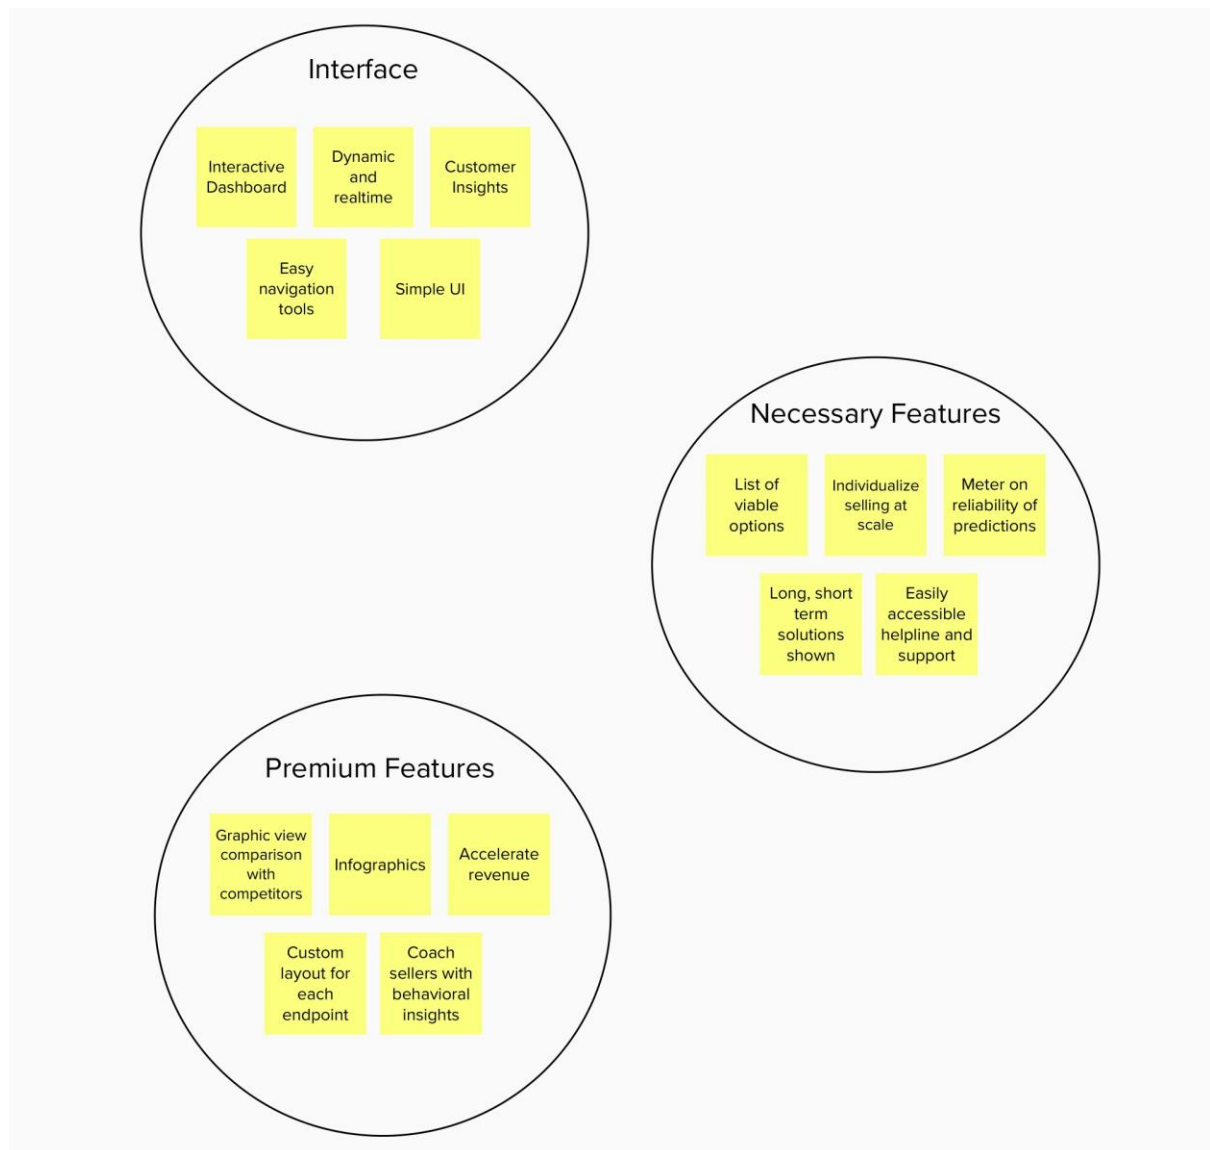 Interface
Interactive
Dashboard
Dynamic
and
realtime
Customer
Insights
Easy
navigation
tools
Simple UI
Necessary Features
List of
viable
options
Individualize
selling at
scale
Meter on
reliability of
predictions
Long, short
term
solutions
shown
Easily
accessible
helpline and
support
Premium Features
Graphic view
comparison
with
competitors
Infographics
Accelerate
revenue
Custom
layout for
each
endpoint
Coach
sellers with
behavioral
insights